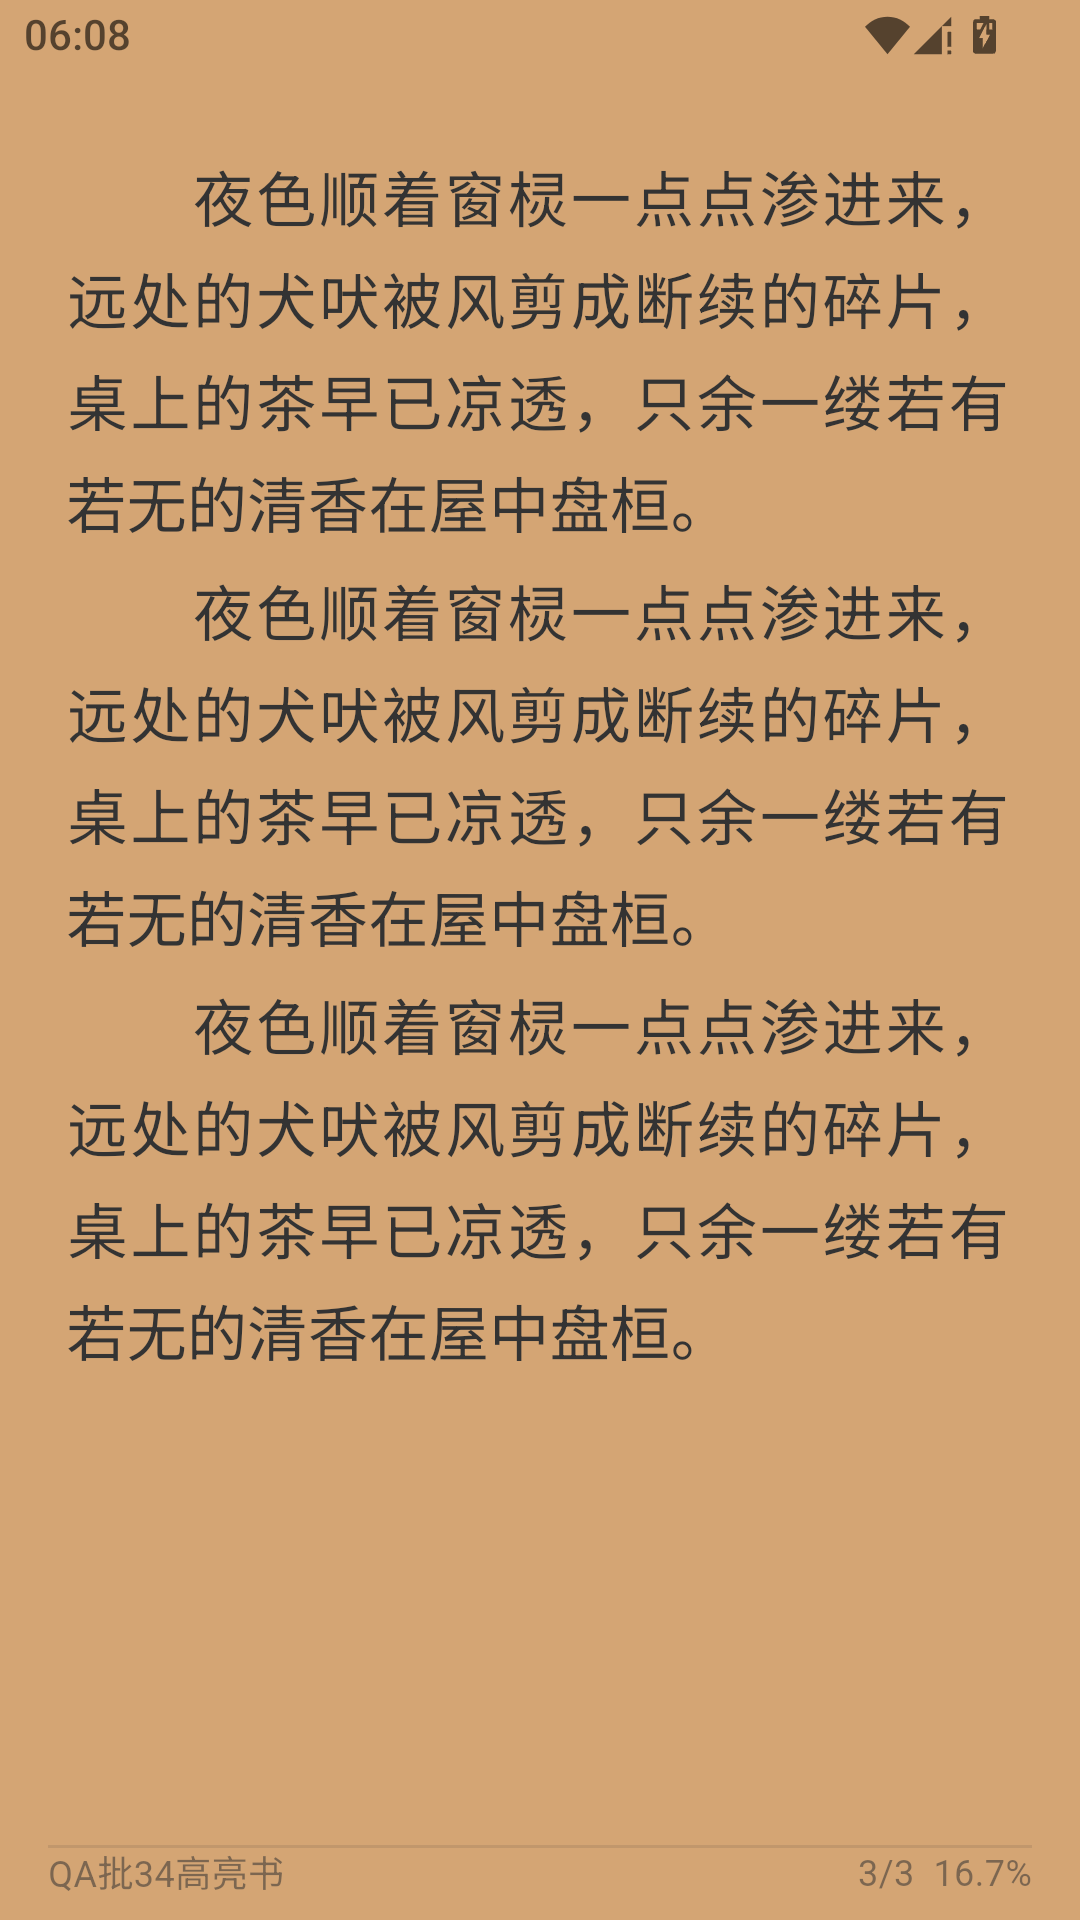 06:08
夜色顺着窗棂一点点渗进来，
远处的犬吠被风剪成断续的碎片，
桌上的茶早已凉透，只余一缕若有
若无的清香在屋中盘桓。
夜色顺着窗棂一点点渗进来，
远处的犬吠被风剪成断续的碎片，
桌上的茶早已凉透，只余一缕若有
若无的清香在屋中盘桓。
夜色顺着窗棂一点点渗进来，
远处的犬吠被风剪成断续的碎片，
桌上的茶早已凉透，只余一缕若有
若无的清香在屋中盘桓。
QA批34高亮书 3/3 16.7%